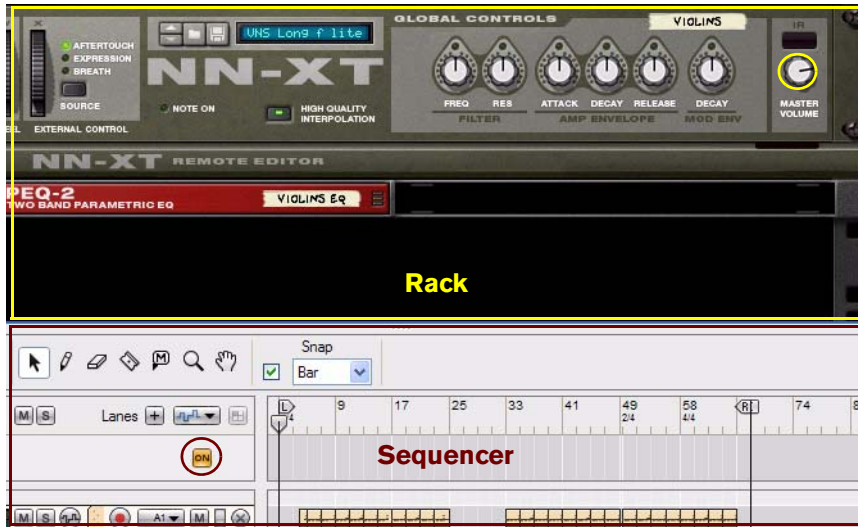 GLOBAL CONTROLS VIOLINS IR
VNS Long f lite
AFTERTOUCH
EXPRESSION
BREATH
NN-XT
SOURCE NOTE ON HIGH QUALITY INTERPOLATION
FREQ RES ATTACK DECAY RELEASE DECAY MASTER VOLUME
FILTER AMP ENVELOPE MOD ENV
EXTERNAL CONTROL
NN-XT REMOTE EDITOR
PEQ-2 VIOLINS EQ
TWO BAND PARAMETRIC EQ
Rack
Snap
M Bar
M S Lanes + L 9 17 25 33 41 49 58 R 74
2/4 4/4
ON Sequencer
M S A1 M